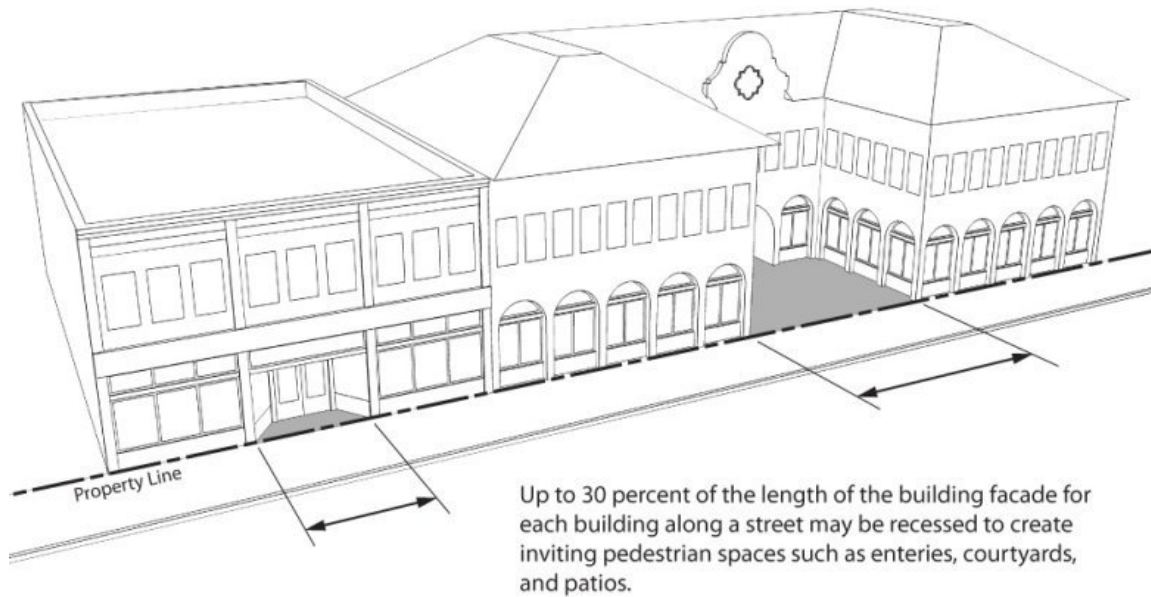 Property Line
Up to 30 percent of the length of the building facade for
each building along a street may be recessed to create
inviting pedestrian spaces such as enteries, courtyards,
and patios.